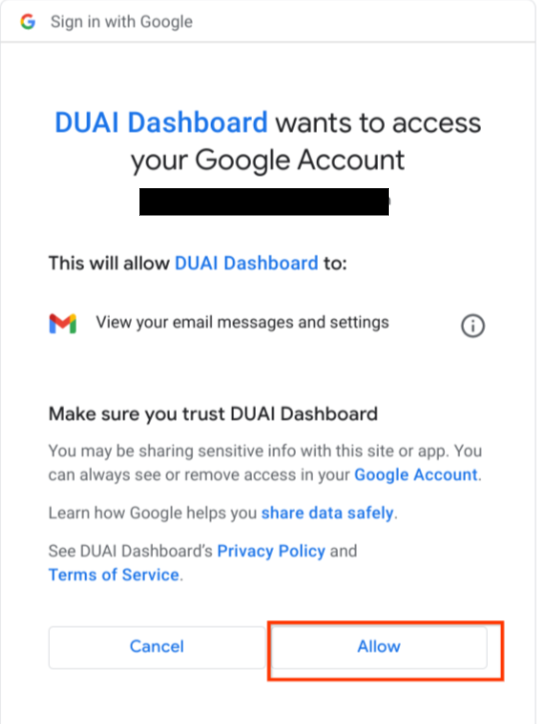 Sign in with Google
DUAI Dashboard wants to access
your Google Account
This will allow DUAI Dashboard to:
View your email messages and settings
Make sure you trust DUAI Dashboard
You may be sharing sensitive info with this site or app. You
can always see or remove access in your Google Account.
Learn how Google helps you share data safely.
See DUAI Dashboard's Privacy Policy and
Terms of Service.
Cancel
Allow